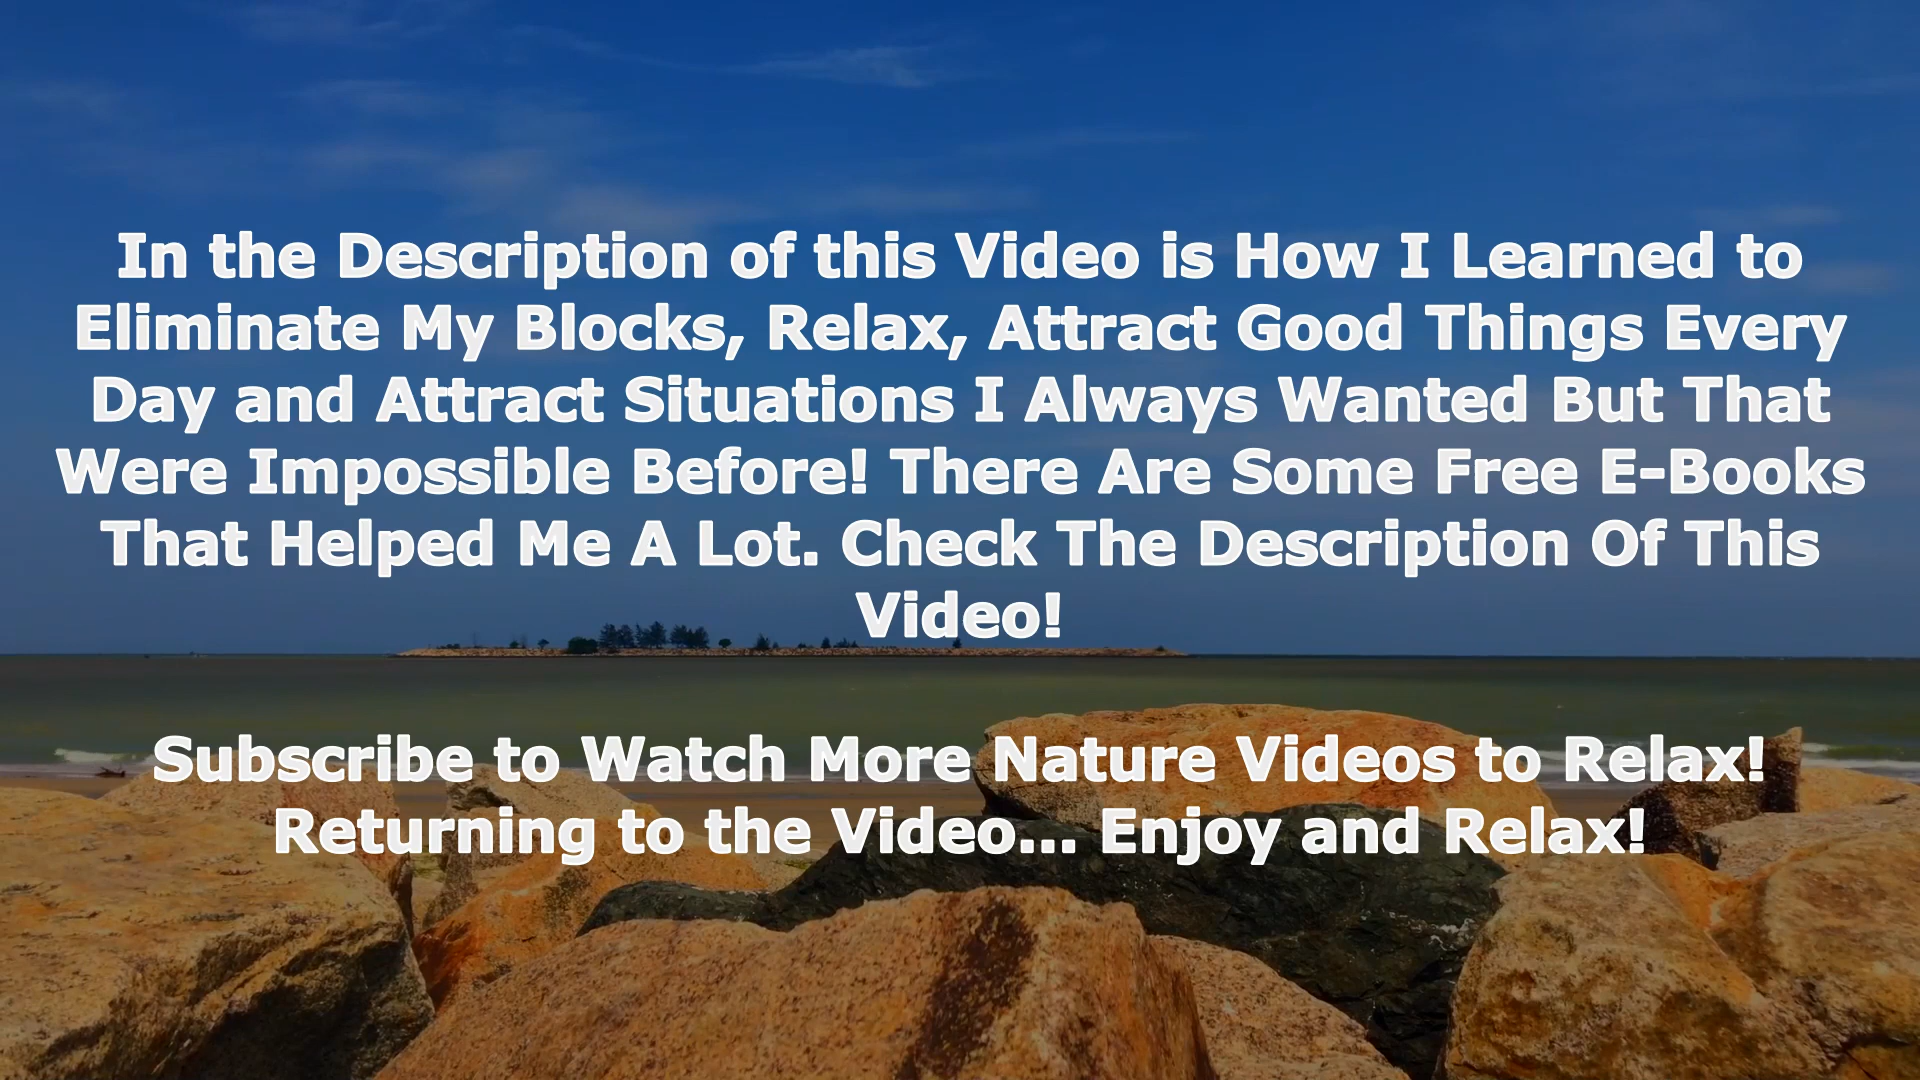 In the Description of this Video is How I Learned to
Eliminate My Blocks, Relax, Attract Good Things Every
Day and Attract Situations I Always Wanted But That
Were Impossible Before! There Are Some Free E-Books
That Helped Me A Lot. Check The Description Of This
Video!
Subscribe to Watch More Nature Videos to Relax!
Returning to the Video... Enjoy and Relax!